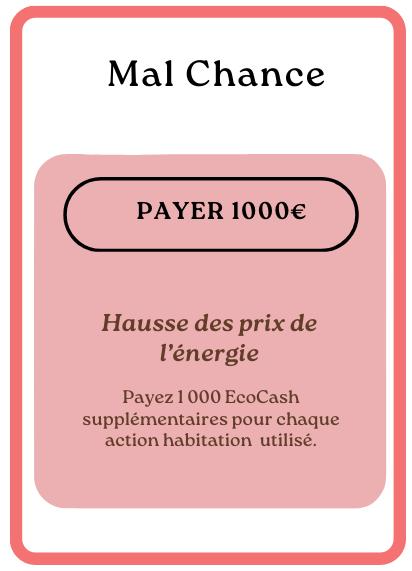 Mal Chance
PAYER 1000€
Hausse des prix de
l'énergie
Payez 1 000 EcoCash
supplémentaires pour chaque
action habitation utilisé.